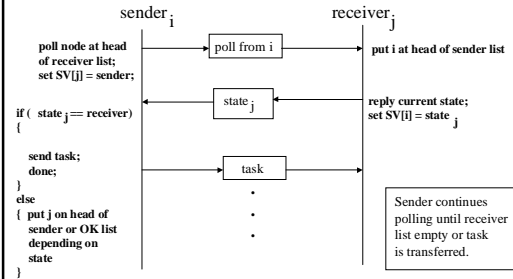 sender i
receiver j
poll node at head
of receiver list;
set SV[j] = sender;
poll from i
put i at head of sender list
state j
reply current state;
set SV[i] = state j
if ( state j == receiver)
{
send task;
done;
}
else
{ put j on head of
sender or OK list
depending on
state
}
task
Sender continues
polling until receiver
list empty or task
is transferred.